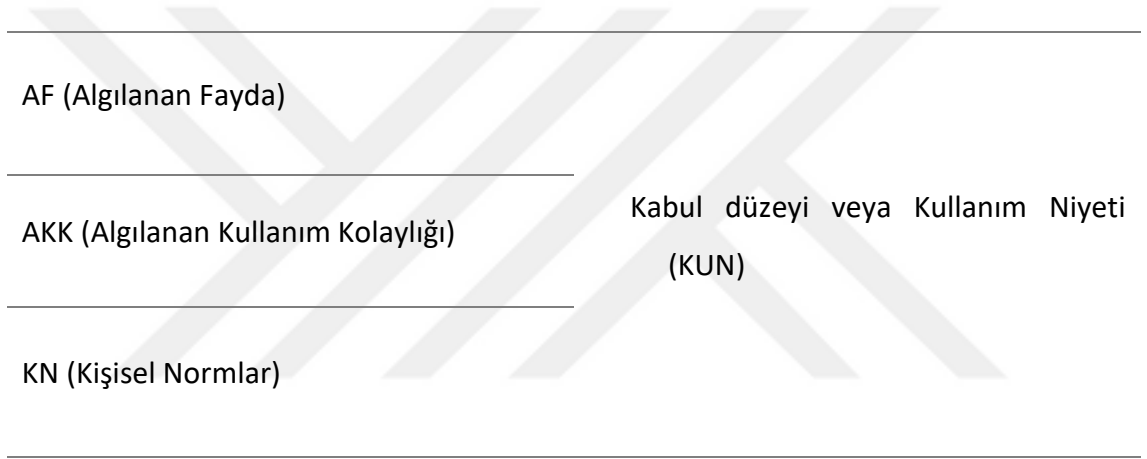 AF (Algılanan Fayda)
AKK (Algılanan Kullanım Kolaylığı)
KN (Kişisel Normlar)
Kabul düzeyi veya Kullanım Niyeti
(KUN)